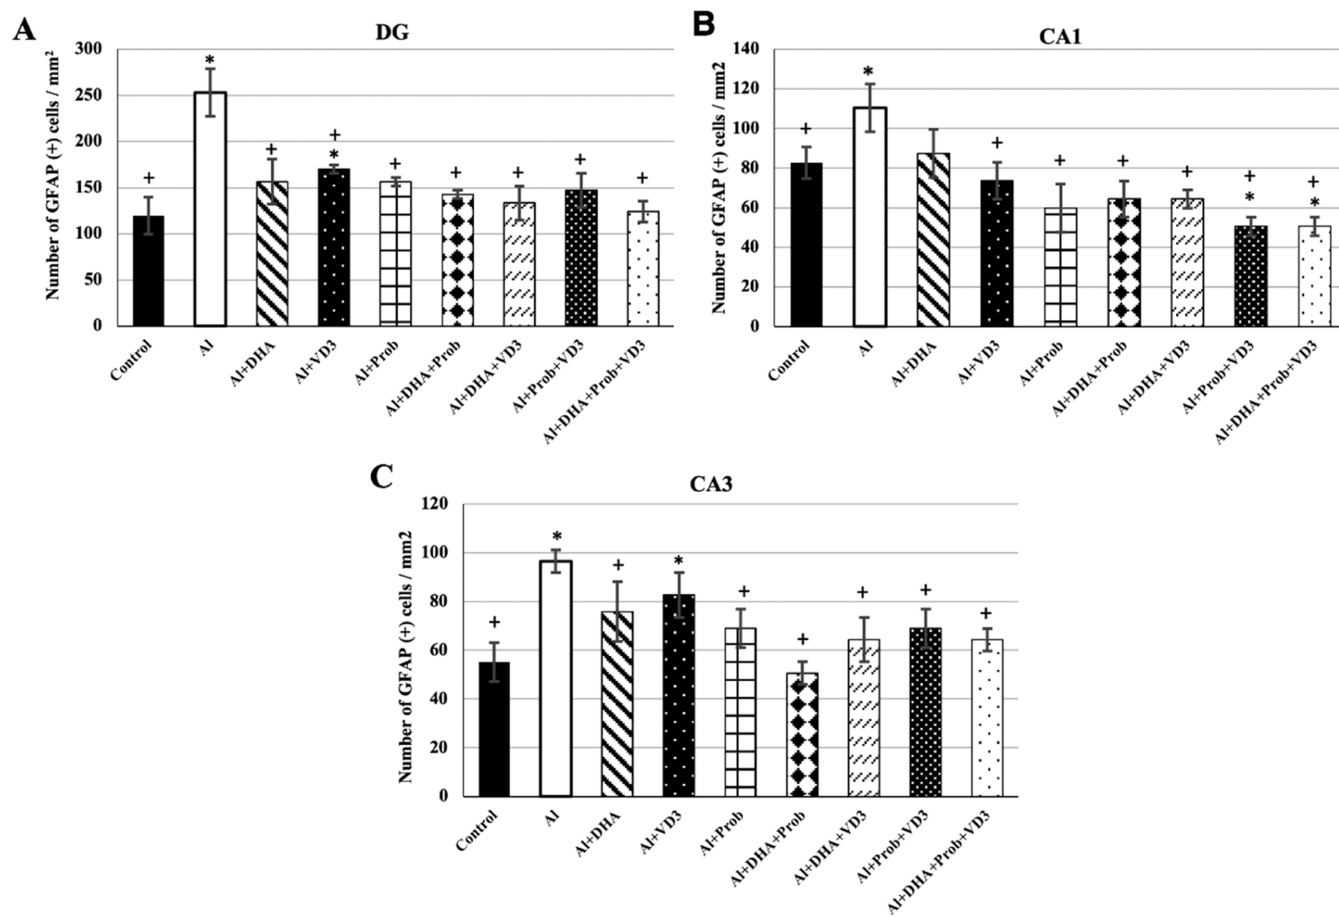 A
DG
Number of GFAP (+) cells / mm²
300
250
200
150
100
50
0
+
*
+
+
*
+
+
+
+
+
Control
Al
Al+DHA
Al+VD3
Al+Prob
Al+DHA+Prob
Al+DHA+VD3
Al+Prob+VD3
Al+DHA+Prob+VD3
B
CA1
Number of GFAP (+) cells / mm2
140
120
100
80
60
40
20
0
+
*
+
+
+
+
+
*
+
*
Control
Al
Al+DHA
Al+VD3
Al+Prob
Al+DHA+Prob
Al+DHA+VD3
Al+Prob+VD3
Al+DHA+Prob+VD3
C
CA3
Number of GFAP (+) cells / mm2
120
100
80
60
40
20
0
+
*
+
*
+
+
+
+
+
Control
Al
Al+DHA
Al+VD3
Al+Prob
Al+DHA+Prob
Al+DHA+VD3
Al+Prob+VD3
Al+DHA+Prob+VD3